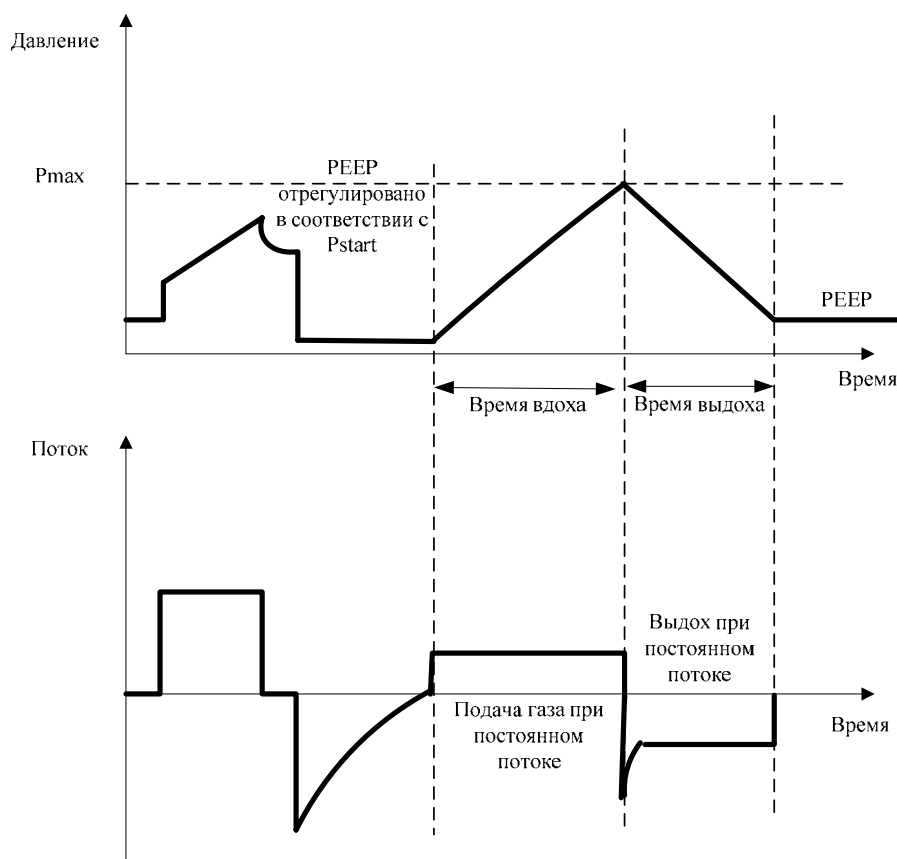 Давление
Pmax
PEEP
отрегулировано
в соответствии с
Pstart
PEEP
Время
Время вдоха
Время выдоха
Поток
Выдох при
постоянном
потоке
Подача газа при
постоянном
потоке
Время